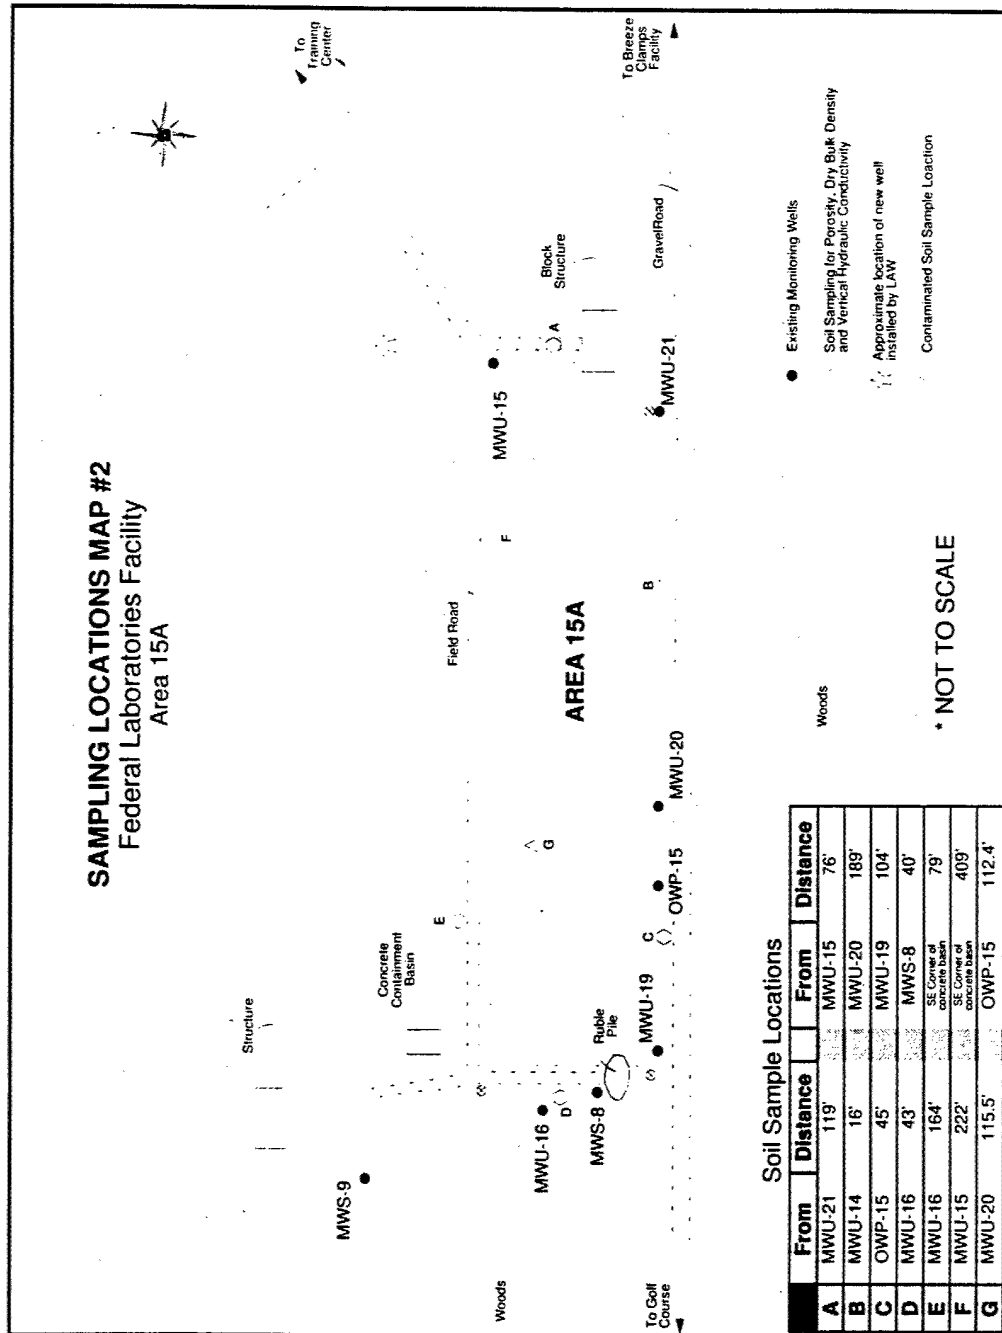 SAMPLING LOCATIONS MAP #2
Federal Laboratories Facility
Area 15A
To
Training
Center
Structure
MWS-9
Concrete
Containment
Basin
Woods
E
Field Road
MWU-15
F
Block
Structure
A
MWU-16
D
G
AREA 15A
MWS-8
Ruble
Pile
To Breeze
Clamps
Facility
To Golf
Course
MWU-19
C
OWP-15
MWU-20
B
MWU-21
GravelRoad
Woods
* NOT TO SCALE
Existing Monitoring Wells
Soil Sampling for Porosity, Dry Bulk Density
and Vertical Hydraulic Conductivity
Approximate location of new well
installed by LAW
Contaminated Soil Sample Loaction
Soil Sample Locations
From Distance From Distance
A MWU-21 119' MWU-15 76'
B MWU-14 16' MWU-20 189'
C OWP-15 45' MWU-19 104'
D MWU-16 43' MWS-8 40'
E MWU-16 164' SE Corner of concrete basin 79'
F MWU-15 222' SE Corner of concrete basin 409'
G MWU-20 115.5' OWP-15 112.4'